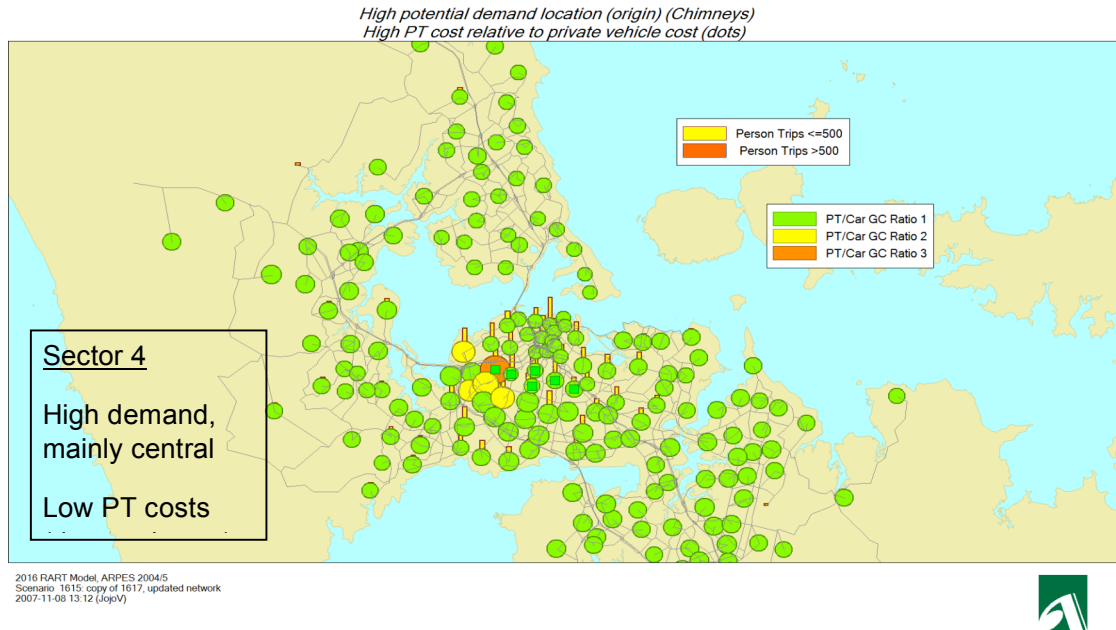 High potential demand location (origin) (Chimneys)
High PT cost relative to private vehicle cost (dots)
Person Trips <=500
Person Trips >500
PT/Car GC Ratio 1
PT/Car GC Ratio 2
PT/Car GC Ratio 3
Sector 4
High demand,
mainly central
Low PT costs
2016 RART Model, ARPES 2004/5
Scenario 1615: copy of 1617, updated network
2007-11-08 13:12 (JojoV)